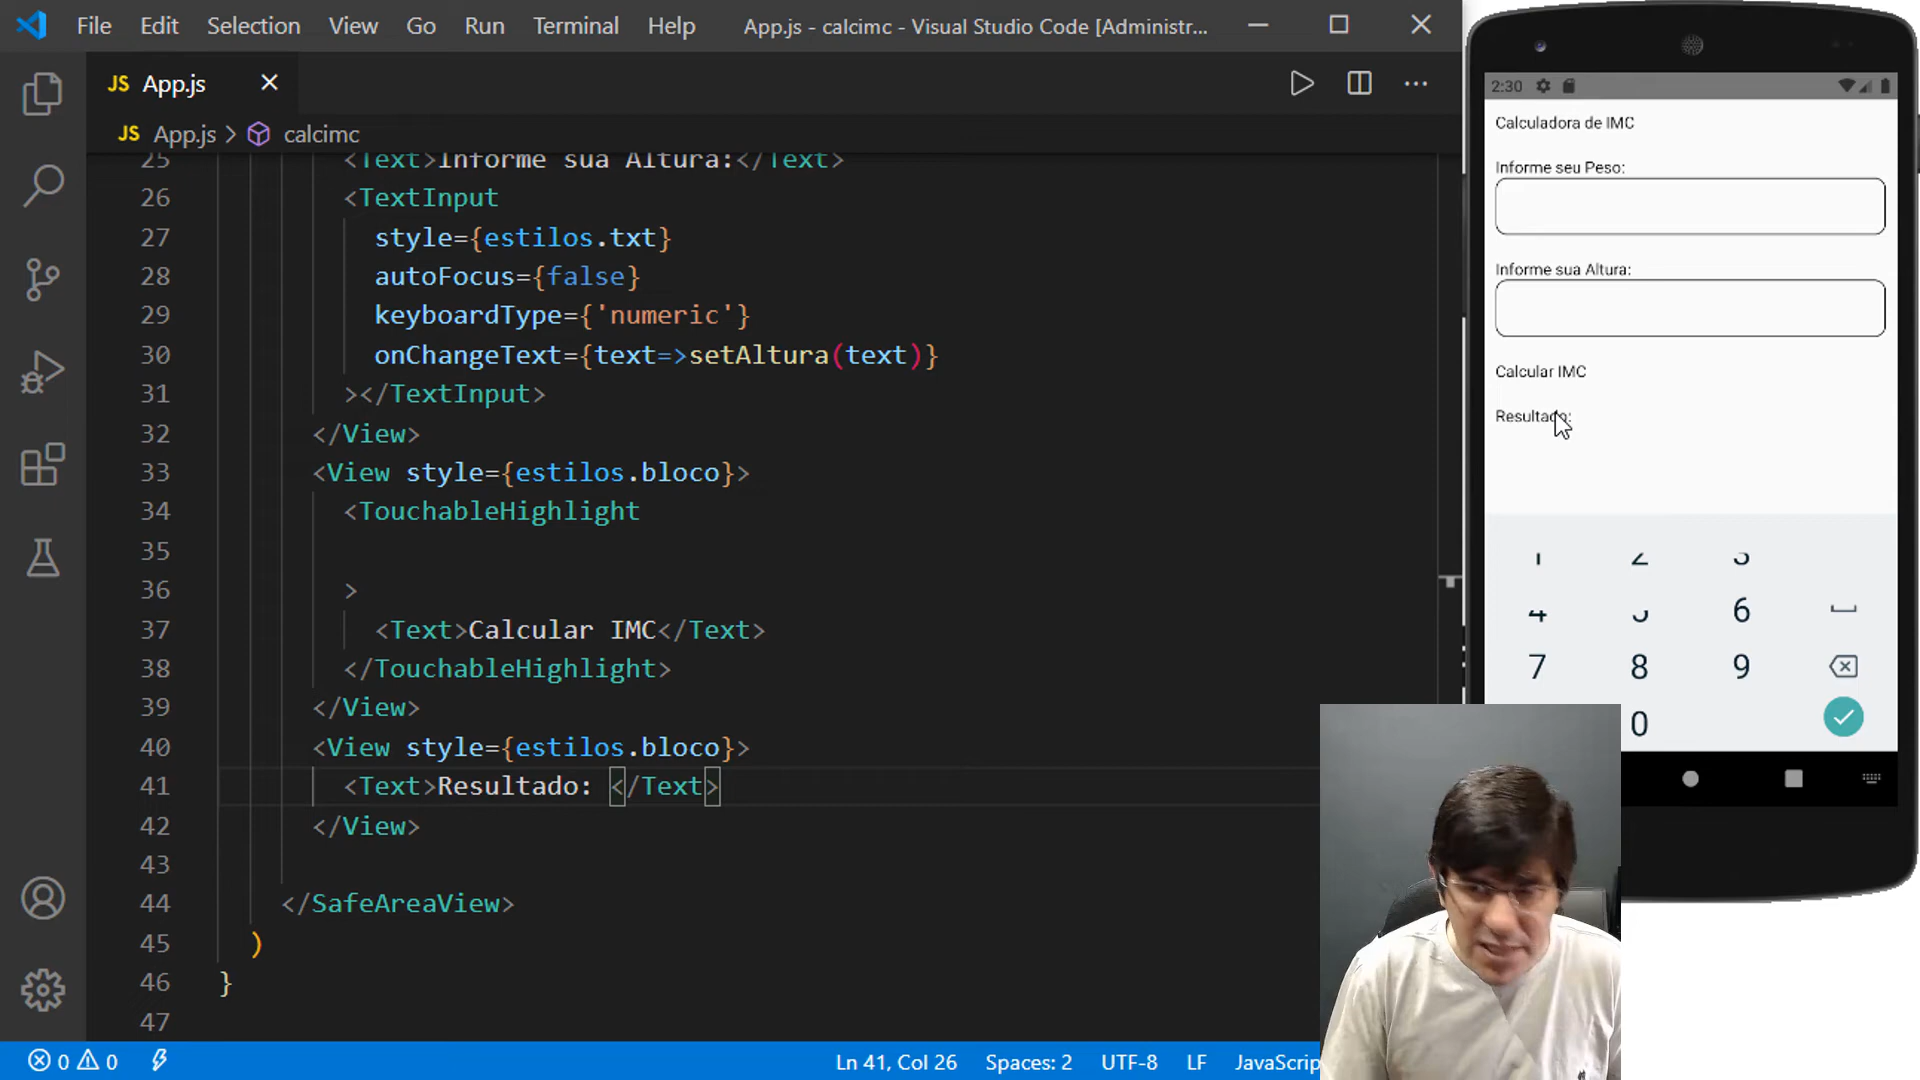 File Edit Selection View Go Run Terminal Help App.js - calcimc - Visual Studio Code [Administr...
JS App.js
JS App.js > calcimc
25 <Text>Informe sua Altura:</Text>
26 <TextInput
27 style={estilos.txt}
28 autoFocus={false}
29 keyboardType={'numeric'}
30 onChangeText={text=>setAltura(text)}
31 ></TextInput>
32 </View>
33 <View style={estilos.bloco}>
34 <TouchableHighlight
35
36 >
37 <Text>Calcular IMC</Text>
38 </TouchableHighlight>
39 </View>
40 <View style={estilos.bloco}>
41 <Text>Resultado: </Text>
42 </View>
43
44 </SafeAreaView>
45 )
46 }
47
0 0 Ln 41, Col 26 Spaces: 2 UTF-8 LF JavaScrip
2:30
Calculadora de IMC
Informe seu Peso:
Informe sua Altura:
Calcular IMC
Resultado:
1 2 3
4 5 6
7 8 9
0